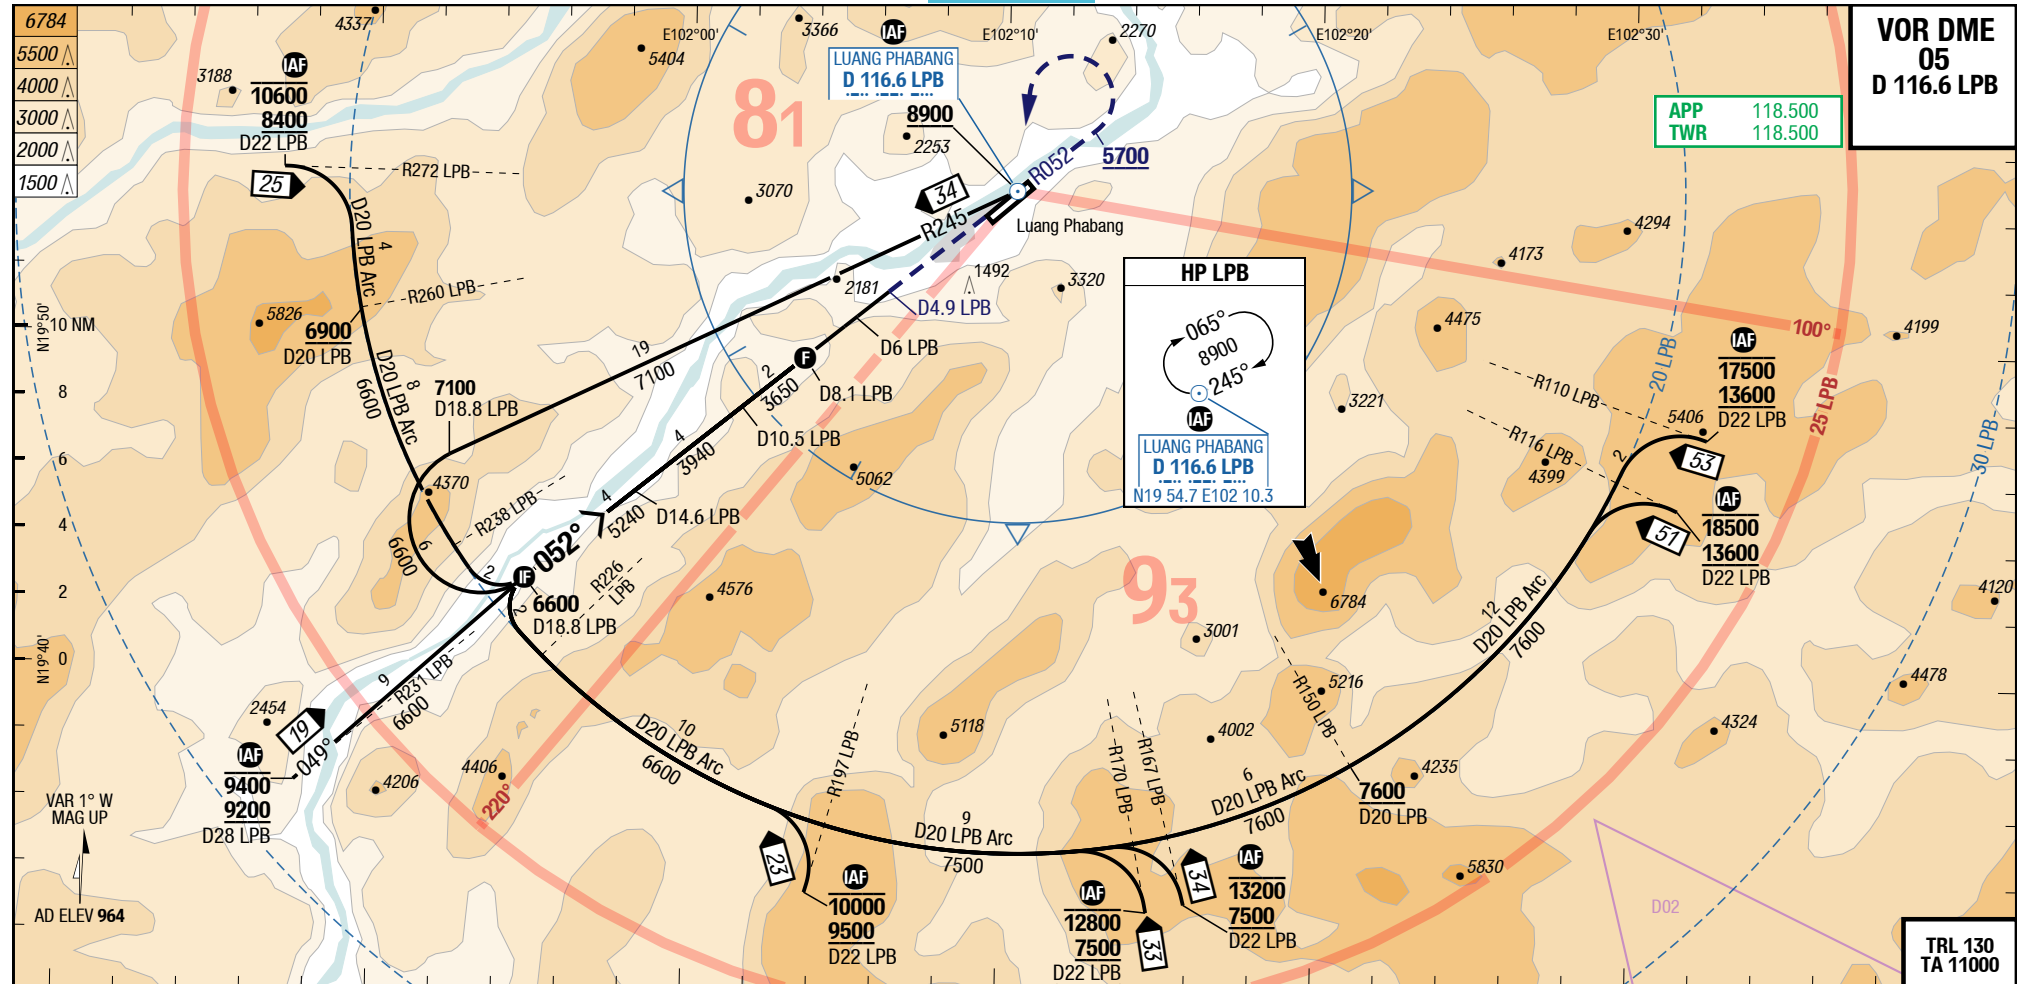 6784
5500
4000
3000
2000
1500
4337
3188
IAF
10600
8400
D22 LPB
25
R272 LPB
D20 LPB Arc
4
R260 LPB
5826
6900
D20 LPB
D20 LPB Arc
8
6600
N19°50'
10 NM
8
6
4
2
0
N19°40'
E102°00'
E102°10'
E102°20'
E102°30'
5404
3366
81
3070
IAF
LUANG PHABANG
D 116.6 LPB
8900
2253
2270
R052
5700
34
R245
Luang Phabang
1492
3320
2181
D4.9 LPB
D6 LPB
F
D8.1 LPB
2
3650
D10.5 LPB
4
3940
5062
D14.6 LPB
4
5240
052°
19
7100
7100
D18.8 LPB
4370
R238 LPB
6
6600
2
IF
6600
D18.8 LPB
2
R226
LPB
4576
9
R231 LPB
6600
19
049°
2454
IAF
9400
9200
D28 LPB
4206
4406
220°
VAR 1° W
MAG UP
AD ELEV 964
10
D20 LPB Arc
6600
R197 LPB
23
IAF
10000
9500
D22 LPB
5118
9
D20 LPB Arc
7500
R170 LPB
R167 LPB
IAF
12800
7500
D22 LPB
33
34
IAF
13200
7500
D22 LPB
6
D20 LPB Arc
7600
R150 LPB
7600
D20 LPB
4235
5830
4002
5216
3001
93
6784
12
D20 LPB Arc
7600
HP LPB
065°
8900
245°
IAF
LUANG PHABANG
D 116.6 LPB
N19 54.7 E102 10.3
3221
4475
4173
4294
4199
100°
20 LPB
25 LPB
30 LPB
R110 LPB
R116 LPB
4399
5406
2
53
51
IAF
17500
13600
D22 LPB
IAF
18500
13600
D22 LPB
4120
4478
4324
D02
APP 118.500
TWR 118.500
VOR DME
05
D 116.6 LPB
TRL 130
TA 11000